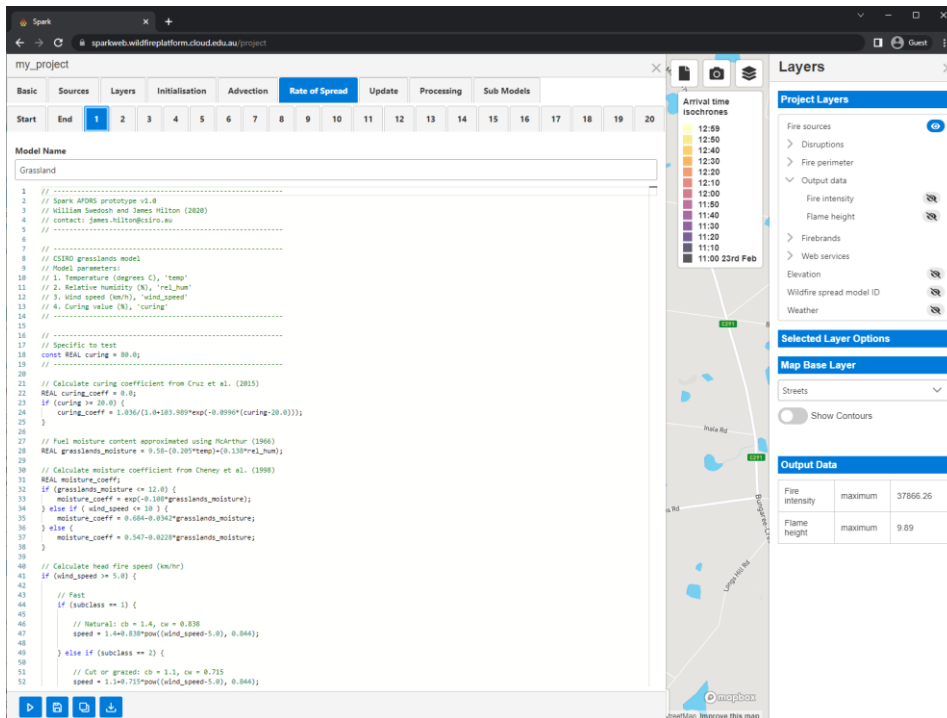 Spark
sparkweb.wildfireplatform.cloud.edu.au/project
Guest
my_project
Basic Sources Layers Initialisation Advection Rate of Spread Update Processing Sub Models
Start End 1 2 3 4 5 6 7 8 9 10 11 12 13 14 15 16 17 18 19 20
Model Name
Grassland
1 // --------------------------------------------------------
2 // Spark AFDRS prototype v1.0
3 // William Swedosh and James Hilton (2020)
4 // contact: james.hilton@csiro.au
5 // --------------------------------------------------------
6
7 // --------------------------------------------------------
8 // CSIRO grasslands model
9 // Model parameters:
10 // 1. Temperature (degrees C), 'temp'
11 // 2. Relative humidity (%), 'rel_hum'
12 // 3. Wind speed (km/h), 'wind_speed'
13 // 4. Curing value (%), 'curing'
14 // --------------------------------------------------------
15
16 // --------------------------------------------------------
17 // Specific to test
18 const REAL curing = 80.0;
19 // --------------------------------------------------------
20
21 // Calculate curing coefficient from Cruz et al. (2015)
22 REAL curing_coeff = 0.0;
23 if (curing >= 20.0) {
24 curing_coeff = 1.036/(1.0+103.989*exp(-0.0996*(curing-20.0)));
25 }
26
27 // Fuel moisture content approximated using McArthur (1966)
28 REAL grasslands_moisture = 9.58-(0.205*temp)+(0.138*rel_hum);
29
30 // Calculate moisture coefficient from Cheney et al. (1998)
31 REAL moisture_coeff;
32 if (grasslands_moisture <= 12.0) {
33 moisture_coeff = exp(-0.108*grasslands_moisture);
34 } else if ( wind_speed <= 10 ) {
35 moisture_coeff = 0.684-0.0342*grasslands_moisture;
36 } else {
37 moisture_coeff = 0.547-0.0228*grasslands_moisture;
38 }
39
40 // Calculate head fire speed (km/hr)
41 if (wind_speed >= 5.0) {
42
43 // Fast
44 if (subclass == 1) {
45
46 // Natural: cb = 1.4, cw = 0.838
47 speed = 1.4+0.838*pow((wind_speed-5.0), 0.844);
48
49 } else if (subclass == 2) {
50
51 // Cut or grazed: cb = 1.1, cw = 0.715
52 speed = 1.1+0.715*pow((wind_speed-5.0), 0.844);
Arrival time
isochrones
12:59
12:50
12:40
12:30
12:20
12:10
12:00
11:50
11:40
11:30
11:20
11:10
11:00 23rd Feb
C291
Inala Rd
C291
Rd
Bungaree-Cre
Longs Hill Rd
mapbox
StreetMap Improve this map
Layers
Project Layers
Fire sources
Disruptions
Fire perimeter
Output data
Fire intensity
Flame height
Firebrands
Web services
Elevation
Wildfire spread model ID
Weather
Selected Layer Options
Map Base Layer
Streets
Show Contours
Output Data
Fire intensity maximum 37866.26
Flame height maximum 9.89